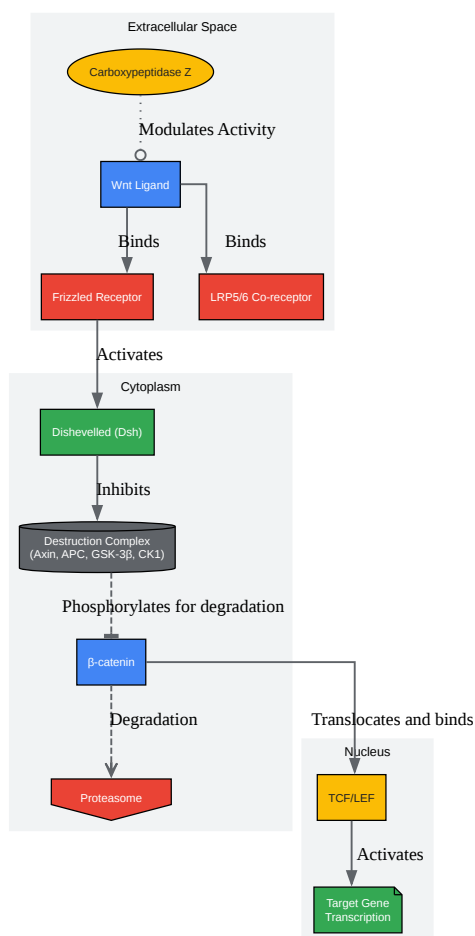 Extracellular Space
Carboxypeptidase Z
Modulates Activity
Wnt Ligand
Binds
Binds
Frizzled Receptor
LRP5/6 Co-receptor
Activates
Cytoplasm
Dishevelled (Dsh)
Inhibits
Destruction Complex
(Axin, APC, GSK-3β, CK1)
Phosphorylates for degradation
β-catenin
Degradation
Translocates and binds
Nucleus
Proteasome
TCF/LEF
Activates
Target Gene
Transcription